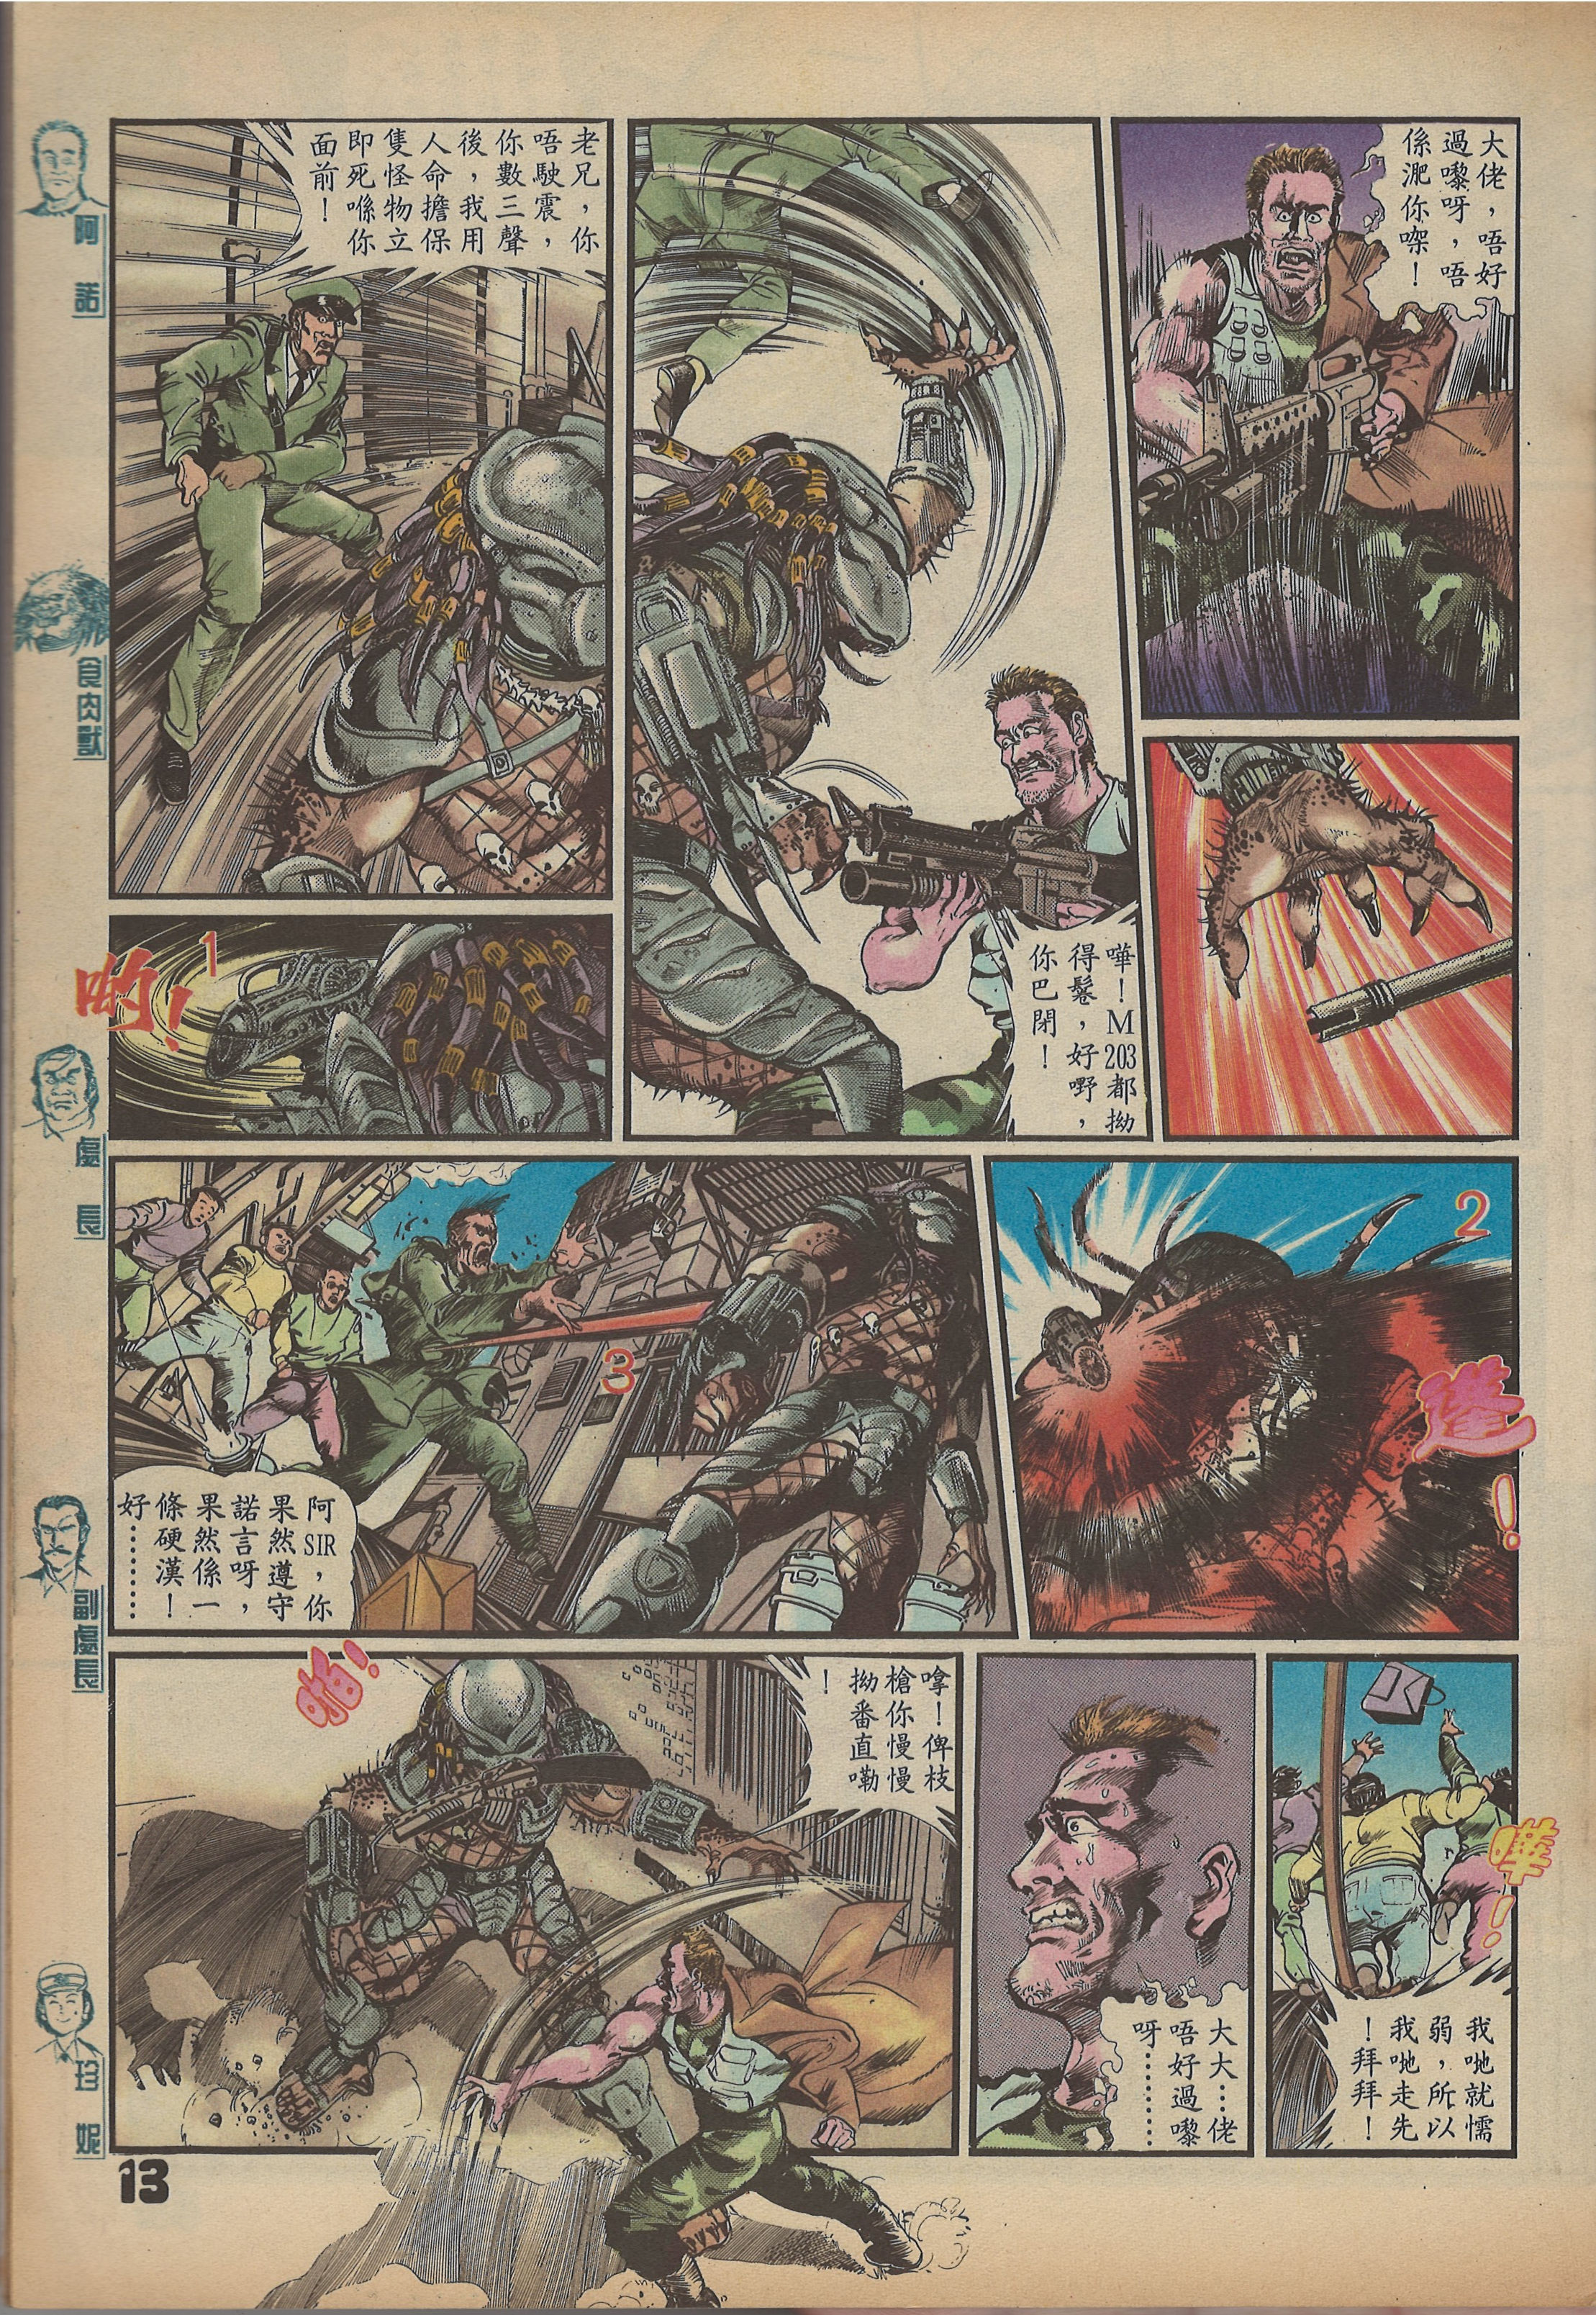 大佬，唔好
過嚟呀，唔
係淝你㗎！
嘩！M203都拗
得鬈，好嘢，
你巴閉！
老兄，你
唔駛震，
你數三聲
後，我用
人命擔保
隻怪物立
即死喺你
面前！
1
喲！
2
3
阿SIR，你
果然遵守
諾言呀，
果然係一
條硬漢！
好………
嘩！
我哋就懦
弱，所以
我哋走先
！拜拜！
大大…佬
唔好過嚟
呀………
嗱！俾枝
槍你慢慢
拗番直嘞
！
啪！
阿諾
食肉獸
處長
副處長
珍妮
13